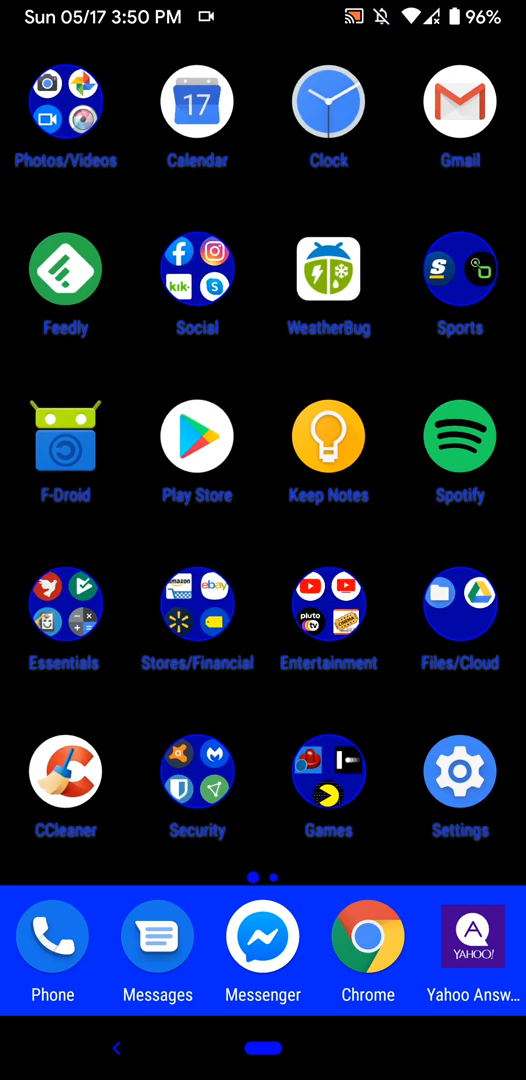 Sun 05/17 3:50 PM 96%
17
Photos/Videos Calendar Clock Gmail
kik
Feedly Social WeatherBug Sports
F-Droid Play Store Keep Notes Spotify
amazon ebay
pluto tv
Essentials Stores/Financial Entertainment Files/Cloud
CCleaner Security Games Settings
A
YAHOO!
Phone Messages Messenger Chrome Yahoo Answ...